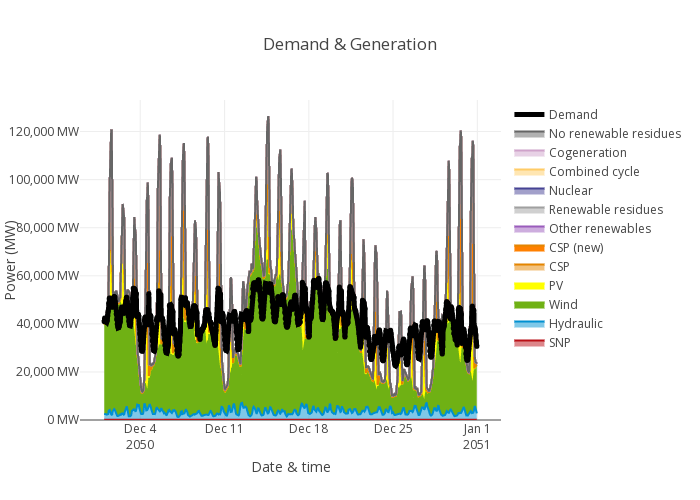 Demand & Generation
120,000 MW
100,000 MW
80,000 MW
60,000 MW
40,000 MW
20,000 MW
0 MW
Power (MW)
Dec 4
2050
Dec 11
Dec 18
Dec 25
Jan 1
2051
Date & time
Demand
No renewable residues
Cogeneration
Combined cycle
Nuclear
Renewable residues
Other renewables
CSP (new)
CSP
PV
Wind
Hydraulic
SNP